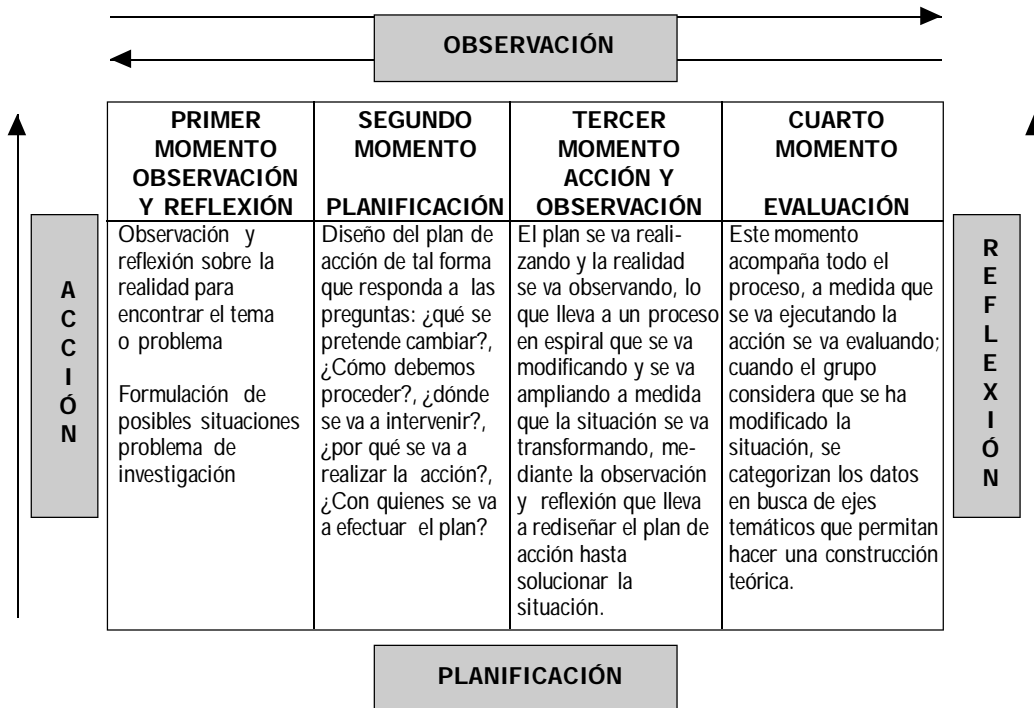 OBSERVACIÓN
PRIMER
MOMENTO
OBSERVACIÓN
Y REFLEXIÓN
SEGUNDO
MOMENTO
PLANIFICACIÓN
TERCER
MOMENTO
ACCIÓN Y
OBSERVACIÓN
CUARTO
MOMENTO
EVALUACIÓN
ACCIÓN
Observación y
reflexión sobre la
realidad para
encontrar el tema
o problema
Formulación de
posibles situaciones
problema de
investigación
Diseño del plan de
acción de tal forma
que responda a las
preguntas: ¿qué se
pretende cambiar?,
¿Cómo debemos
proceder?, ¿dónde
se va a intervenir?,
¿por qué se va a
realizar la acción?,
¿Con quienes se va
a efectuar el plan?
El plan se va reali-
zando y la realidad
se va observando, lo
que lleva a un proceso
en espiral que se va
modificando y se va
ampliando a medida
que la situación se va
transformando, me-
diante la observación
y reflexión que lleva
a rediseñar el plan de
acción hasta
solucionar la
situación.
Este momento
acompaña todo el
proceso, a medida que
se va ejecutando la
acción se va evaluando;
cuando el grupo
considera que se ha
modificado la
situación, se
categorizan los datos
en busca de ejes
temáticos que permitan
hacer una construcción
teórica.
REFLEXIÓN
PLANIFICACIÓN